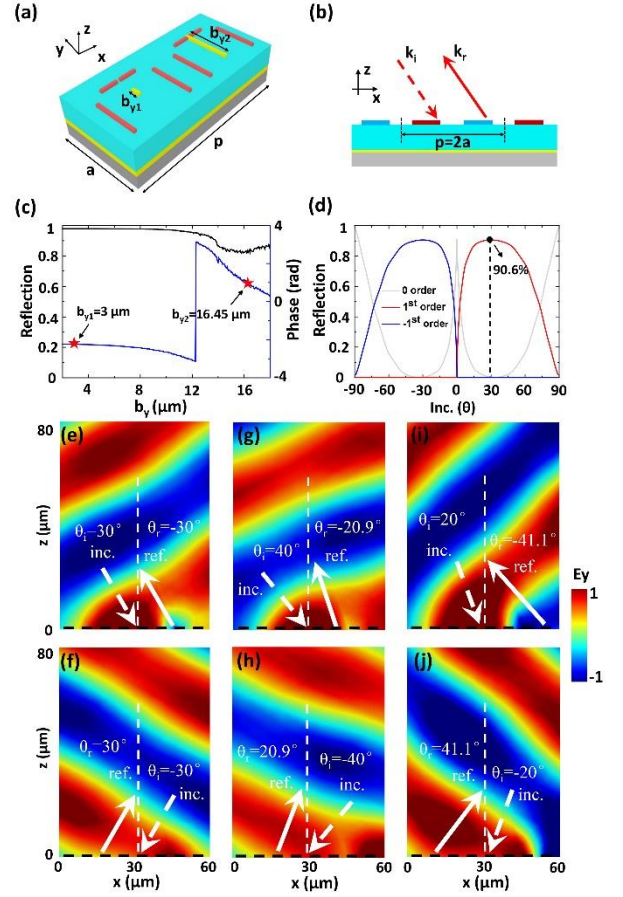 (a)
z
y
x
b_y2
b_y1
a
p
(b)
k_i
k_r
z
x
p=2a
(c)
1
0.8
0.6
0.4
0.2
0
Reflection
4
3
0
-3
Phase (rad)
b_y1=3 μm
b_y2=16.45 μm
4
8
12
16
b_y (μm)
(d)
1
0.8
0.6
0.4
0.2
0
Reflection
90.6%
0 order
1st order
-1st order
-90
-60
-30
0
30
60
90
Inc. (θ)
(e)
80
z (μm)
0
θ_i=30°
θ_r=-30°
inc.
ref.
(g)
θ_i=40°
θ_r=-20.9°
inc.
ref.
(i)
θ_i=20°
θ_r=-41.1°
inc.
ref.
Ey
1
-1
(f)
80
z (μm)
0
θ_r=30°
θ_i=-30°
ref.
inc.
0
x (μm)
60
(h)
θ_r=20.9°
θ_i=-40°
ref.
inc.
0
30
60
x (μm)
(j)
θ_r=41.1°
θ_i=-20°
ref.
inc.
0
30
60
x (μm)